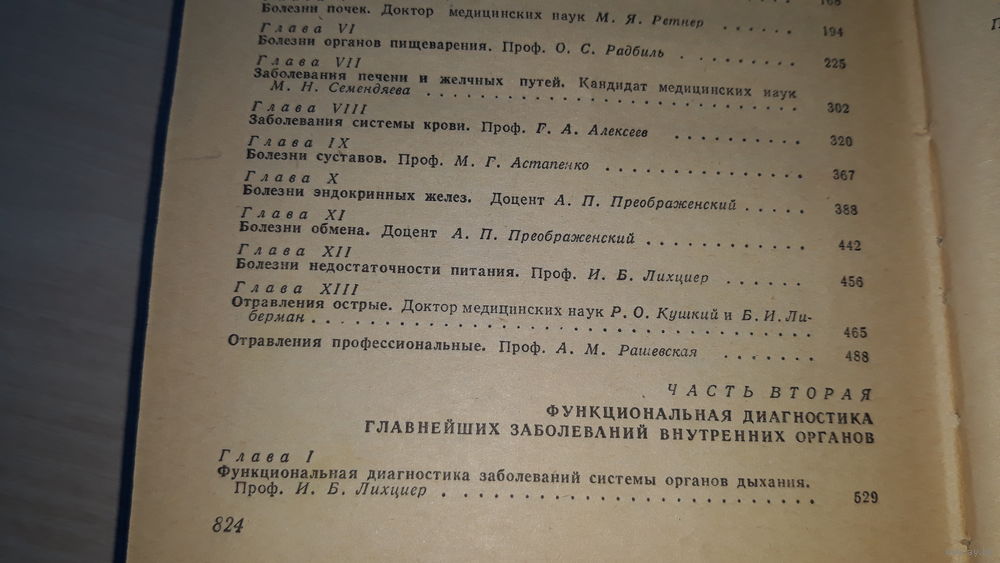 Болезни почек. Доктор медицинских наук М. Я. Ретнер . . . . . . 194
Глава VI
Болезни органов пищеварения. Проф. О. С. Радбиль . . . . . . . . 225
Глава VII
Заболевания печени и желчных путей. Кандидат медицинских наук
М. Н. Семендяева . . . . . . . . . . . . . . . . . . . . . . 302
Глава VIII
Заболевания системы крови. Проф. Г. А. Алексеев . . . . . . . . 320
Глава IX
Болезни суставов. Проф. М. Г. Астапенко . . . . . . . . . . . . 367
Глава X
Болезни эндокринных желез. Доцент А. П. Преображенский . . . . . 388
Глава XI
Болезни обмена. Доцент А. П. Преображенский . . . . . . . . . . 442
Глава XII
Болезни недостаточности питания. Проф. И. Б. Лихциер . . . . . . 456
Глава XIII
Отравления острые. Доктор медицинских наук Р. О. Кушкий и Б. И. Ли-
берман . . . . . . . . . . . . . . . . . . . . . . . . . . 465
Отравления профессиональные. Проф. А. М. Рашевская . . . . . . . 488
ЧАСТЬ ВТОРАЯ
ФУНКЦИОНАЛЬНАЯ ДИАГНОСТИКА
ГЛАВНЕЙШИХ ЗАБОЛЕВАНИЙ ВНУТРЕННИХ ОРГАНОВ
Глава I
Функциональная диагностика заболеваний системы органов дыхания.
Проф. И. Б. Лихциер . . . . . . . . . . . . . . . . . . . . . 529
824